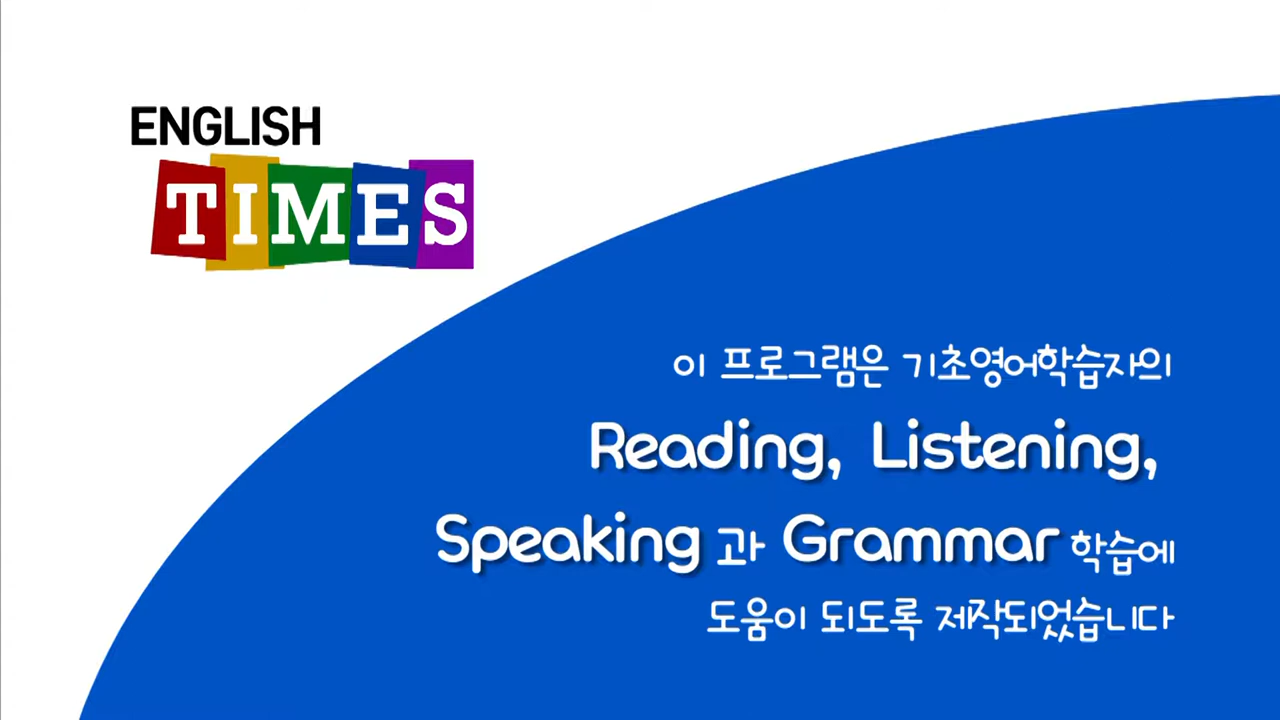 ENGLISH
TIMES
이 프로그램은 기초영어학습자의
Reading, Listening,
Speaking 과 Grammar 학습에
도움이 되도록 제작되었습니다